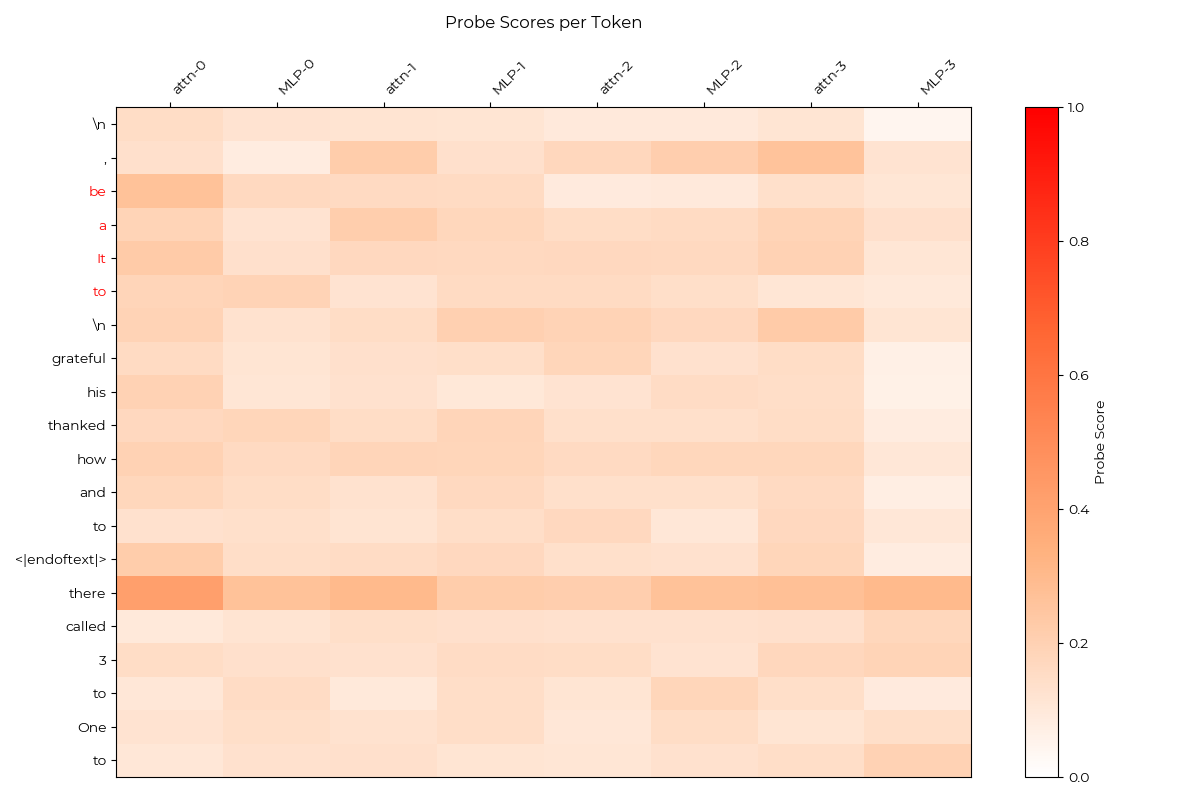 Probe Scores per Token
attn-0 MLP-0 attn-1 MLP-1 attn-2 MLP-2 attn-3 MLP-3
\n
,
be
a
It
to
\n
grateful
his
thanked
how
and
to
<|endoftext|>
there
called
3
to
One
to
1.0
0.8
0.6
0.4
0.2
0.0
Probe Score